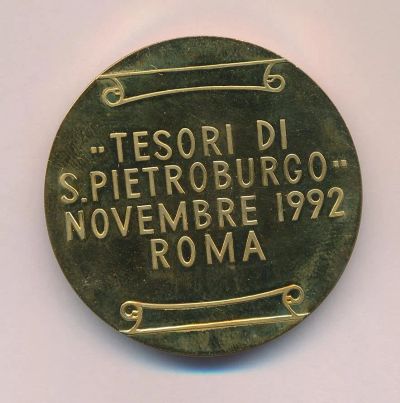 "TESORI DI
S.PIETROBURGO"
NOVEMBRE 1992
ROMA